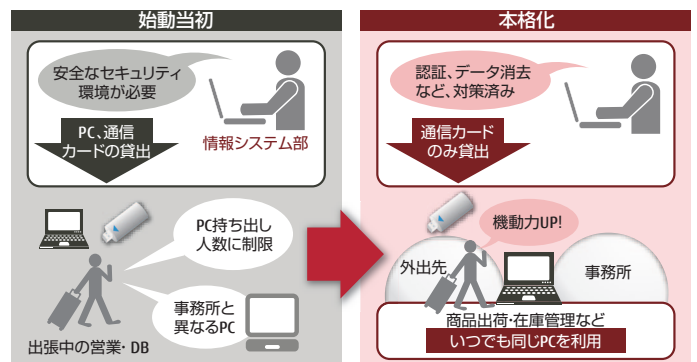 始動当初
安全なセキュリティ
環境が必要
PC、通信
カードの貸出
情報システム部
PC持ち出し
人数に制限
事務所と
異なるPC
出張中の営業・DB
本格化
認証、データ消去
など、対策済み
通信カード
のみ貸出
機動力UP!
外出先
事務所
商品出荷・在庫管理など
いつでも同じPCを利用